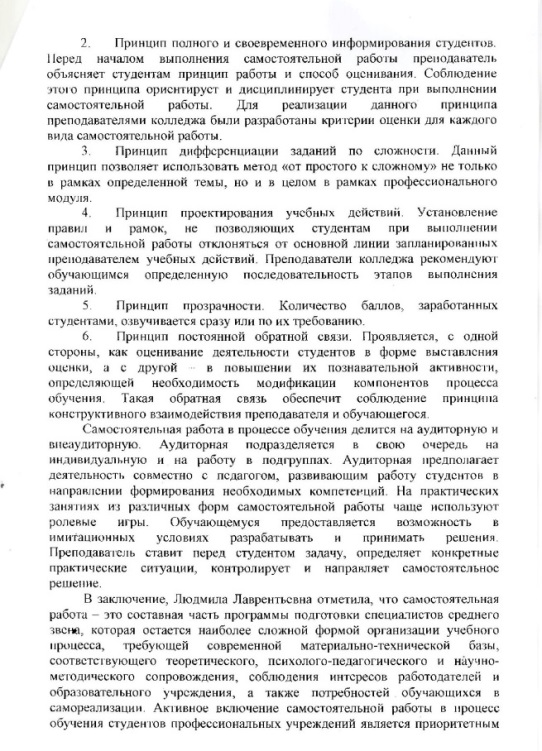 2. Принцип полного и своевременного информирования студентов.
Перед началом выполнения самостоятельной работы преподаватель
объясняет студентам принцип работы и способ оценивания. Соблюдение
этого принципа ориентирует и дисциплинирует студента при выполнении
самостоятельной работы. Для реализации данного принципа
преподавателями колледжа были разработаны критерии оценки для каждого
вида самостоятельной работы.
3. Принцип дифференциации заданий по сложности. Данный
принцип позволяет использовать метод «от простого к сложному» не только
в рамках определенной темы, но и в целом в рамках профессионального
модуля.
4. Принцип проектирования учебных действий. Установление
правил и рамок, не позволяющих студентам при выполнении
самостоятельной работы отклоняться от основной линии запланированных
преподавателем учебных действий. Преподаватели колледжа рекомендуют
обучающимся определенную последовательность этапов выполнения
заданий.
5. Принцип прозрачности. Количество баллов, заработанных
студентами, озвучивается сразу или по их требованию.
6. Принцип постоянной обратной связи. Проявляется, с одной
стороны, как оценивание деятельности студентов в форме выставления
оценки, а с другой – в повышении их познавательной активности,
определяющей необходимость модификации компонентов процесса
обучения. Такая обратная связь обеспечит соблюдение принципа
конструктивного взаимодействия преподавателя и обучающегося.
Самостоятельная работа в процессе обучения делится на аудиторную и
внеаудиторную. Аудиторная подразделяется в свою очередь на
индивидуальную и на работу в подгруппах. Аудиторная предполагает
деятельность совместно с педагогом, развивающим работу студентов в
направлении формирования необходимых компетенций. На практических
занятиях из различных форм самостоятельной работы чаще используют
ролевые игры. Обучающемуся предоставляется возможность в
имитационных условиях разрабатывать и принимать решения.
Преподаватель ставит перед студентом задачу, определяет конкретные
практические ситуации, контролирует и направляет самостоятельное
решение.
В заключение, Людмила Лаврентьевна отметила, что самостоятельная
работа – это составная часть программы подготовки специалистов среднего
звена, которая остается наиболее сложной формой организации учебного
процесса, требующей современной материально-технической базы,
соответствующего теоретического, психолого-педагогического и научно-
методического сопровождения, соблюдения интересов работодателей и
образовательного учреждения, а также потребностей обучающихся в
самореализации. Активное включение самостоятельной работы в процесс
обучения студентов профессиональных учреждений является приоритетным